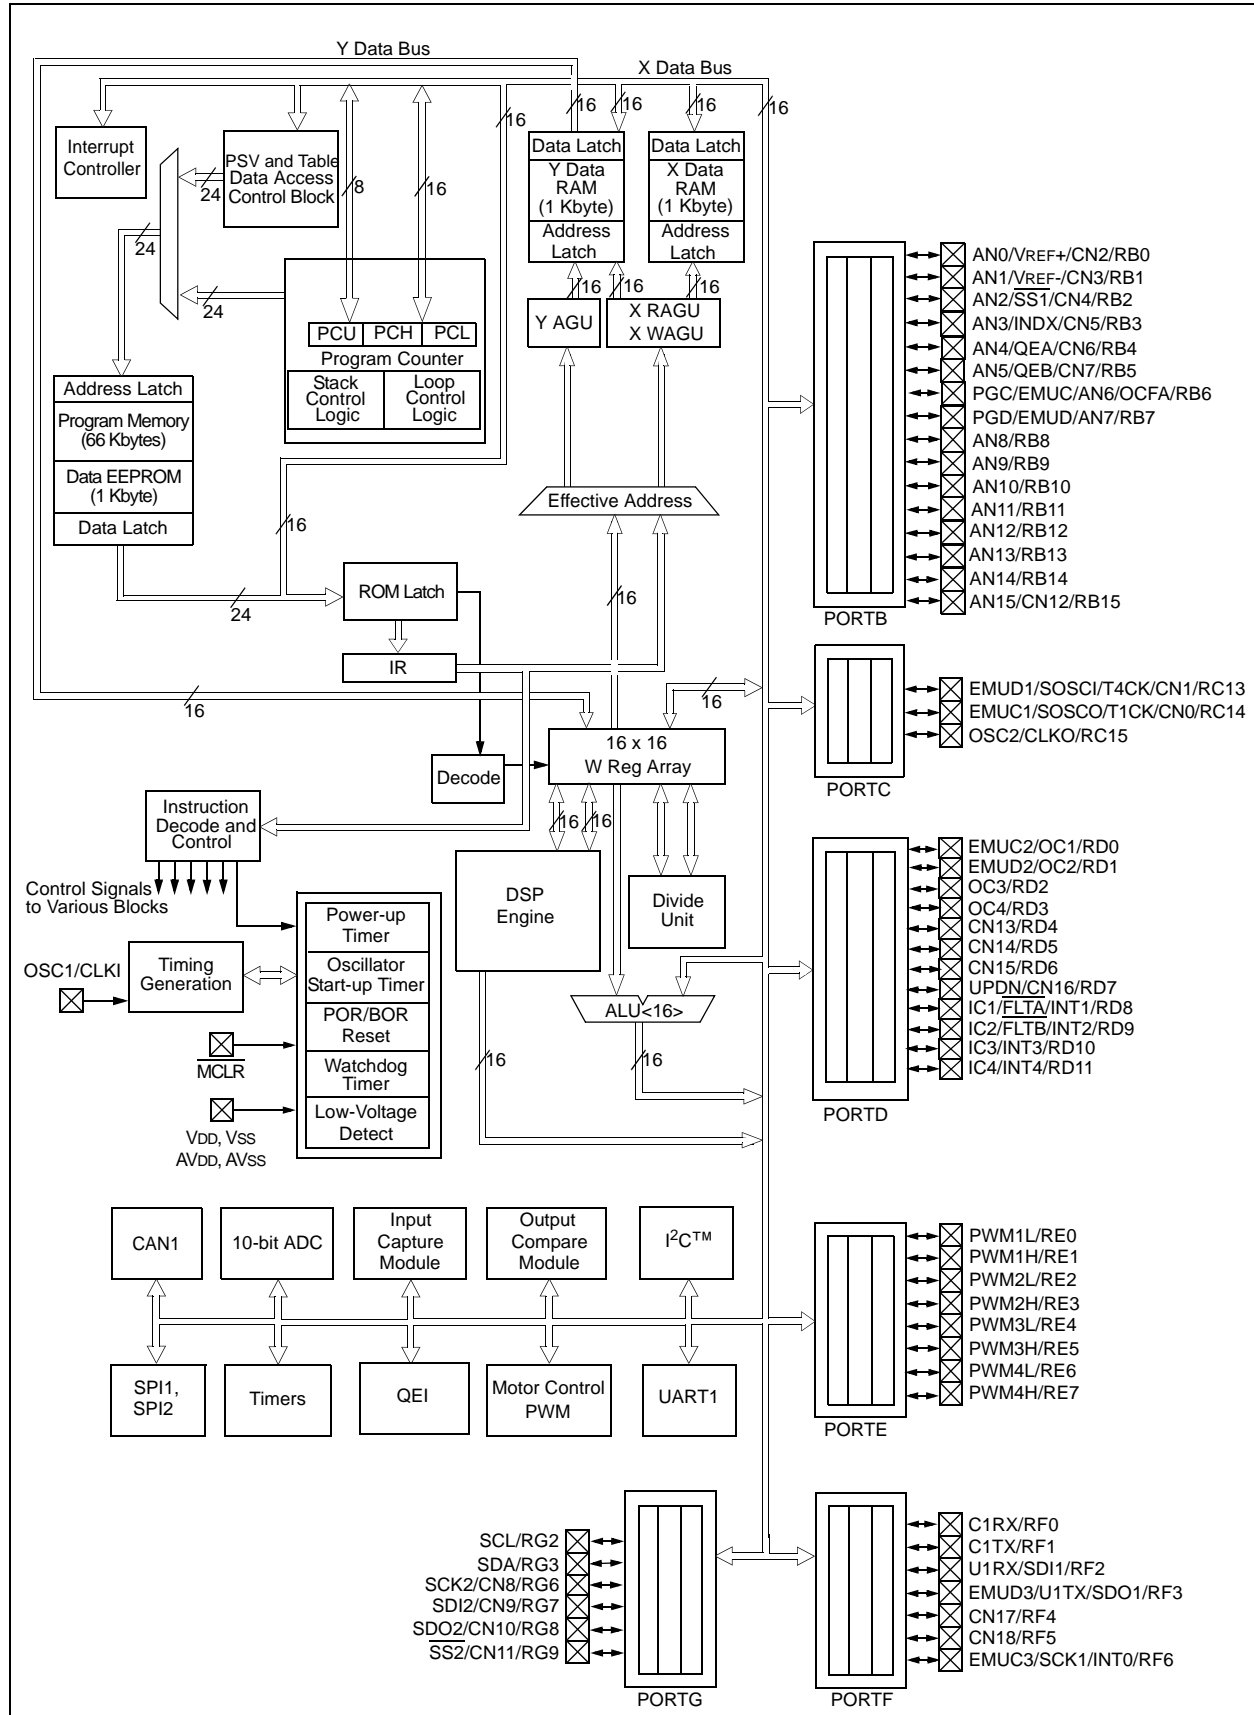 Y Data Bus
X Data Bus
16
16
16
16
16
Interrupt
Controller
PSV and Table
Data Access
Control Block
24
24
8
16
24
Data Latch
Y Data
RAM
(1 Kbyte)
Address
Latch
Data Latch
X Data
RAM
(1 Kbyte)
Address
Latch
16
16
16
Y AGU
X RAGU
X WAGU
PCU
PCH
PCL
Program Counter
Stack
Control
Logic
Loop
Control
Logic
Address Latch
Program Memory
(66 Kbytes)
Data EEPROM
(1 Kbyte)
Data Latch
Effective Address
16
24
ROM Latch
16
IR
16
16
16 x 16
W Reg Array
Decode
Instruction
Decode and
Control
16
16
Control Signals
to Various Blocks
DSP
Engine
Divide
Unit
Power-up
Timer
Oscillator
Start-up Timer
POR/BOR
Reset
Watchdog
Timer
Low-Voltage
Detect
OSC1/CLKI
Timing
Generation
MCLR
VDD, VSS
AVDD, AVSS
ALU<16>
16
16
CAN1
10-bit ADC
Input
Capture
Module
Output
Compare
Module
I²C™
SPI1,
SPI2
Timers
QEI
Motor Control
PWM
UART1
AN0/VREF+/CN2/RB0
AN1/VREF-/CN3/RB1
AN2/SS1/CN4/RB2
AN3/INDX/CN5/RB3
AN4/QEA/CN6/RB4
AN5/QEB/CN7/RB5
PGC/EMUC/AN6/OCFA/RB6
PGD/EMUD/AN7/RB7
AN8/RB8
AN9/RB9
AN10/RB10
AN11/RB11
AN12/RB12
AN13/RB13
AN14/RB14
AN15/CN12/RB15
PORTB
EMUD1/SOSCI/T4CK/CN1/RC13
EMUC1/SOSCO/T1CK/CN0/RC14
OSC2/CLKO/RC15
PORTC
EMUC2/OC1/RD0
EMUD2/OC2/RD1
OC3/RD2
OC4/RD3
CN13/RD4
CN14/RD5
CN15/RD6
UPDN/CN16/RD7
IC1/FLTA/INT1/RD8
IC2/FLTB/INT2/RD9
IC3/INT3/RD10
IC4/INT4/RD11
PORTD
PWM1L/RE0
PWM1H/RE1
PWM2L/RE2
PWM2H/RE3
PWM3L/RE4
PWM3H/RE5
PWM4L/RE6
PWM4H/RE7
PORTE
SCL/RG2
SDA/RG3
SCK2/CN8/RG6
SDI2/CN9/RG7
SDO2/CN10/RG8
SS2/CN11/RG9
PORTG
C1RX/RF0
C1TX/RF1
U1RX/SDI1/RF2
EMUD3/U1TX/SDO1/RF3
CN17/RF4
CN18/RF5
EMUC3/SCK1/INT0/RF6
PORTF